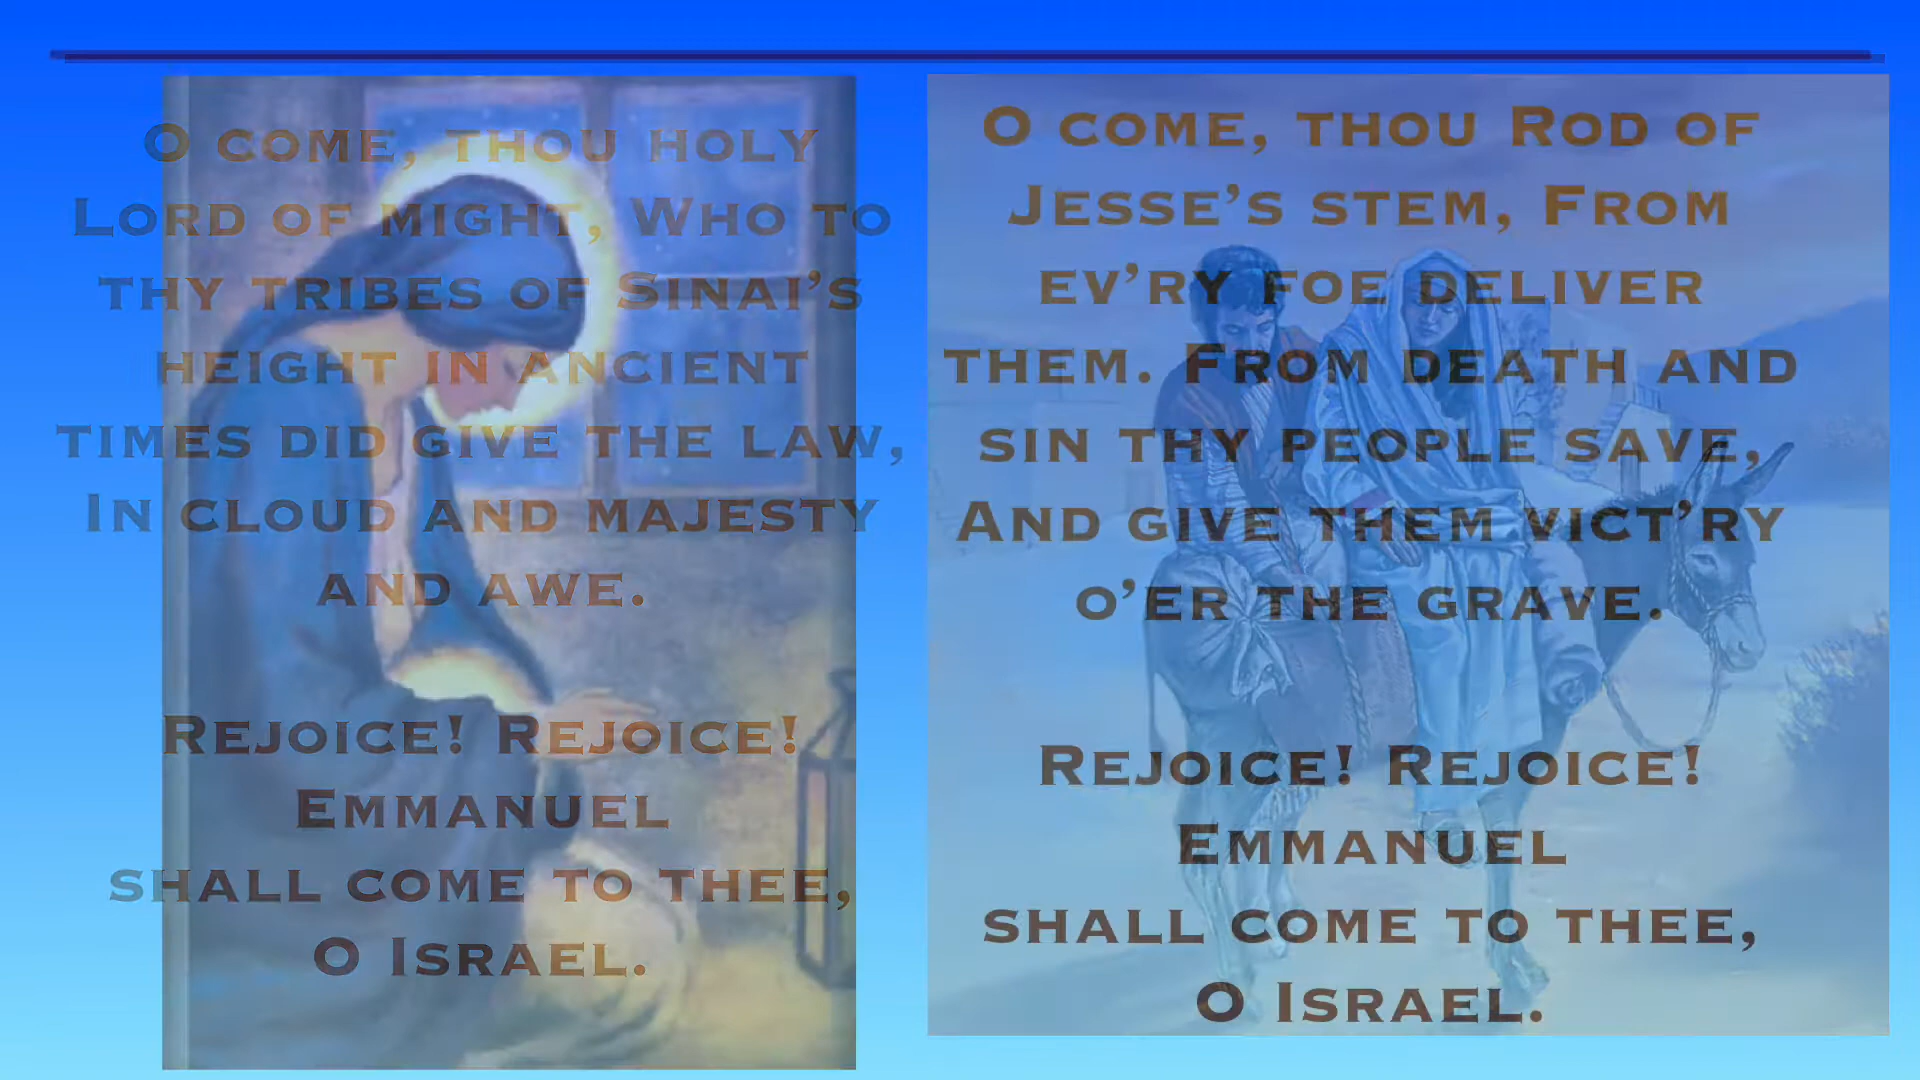 O come, thou holy
Lord of might, Who to
thy tribes of Sinai’s
height in ancient
times did give the law,
In cloud and majesty
and awe.
Rejoice! Rejoice!
Emmanuel
shall come to thee,
O Israel.
O come, thou Rod of
Jesse’s stem, From
ev’ry foe deliver
them. From death and
sin thy people save,
And give them vict’ry
o’er the grave.
Rejoice! Rejoice!
Emmanuel
shall come to thee,
O Israel.